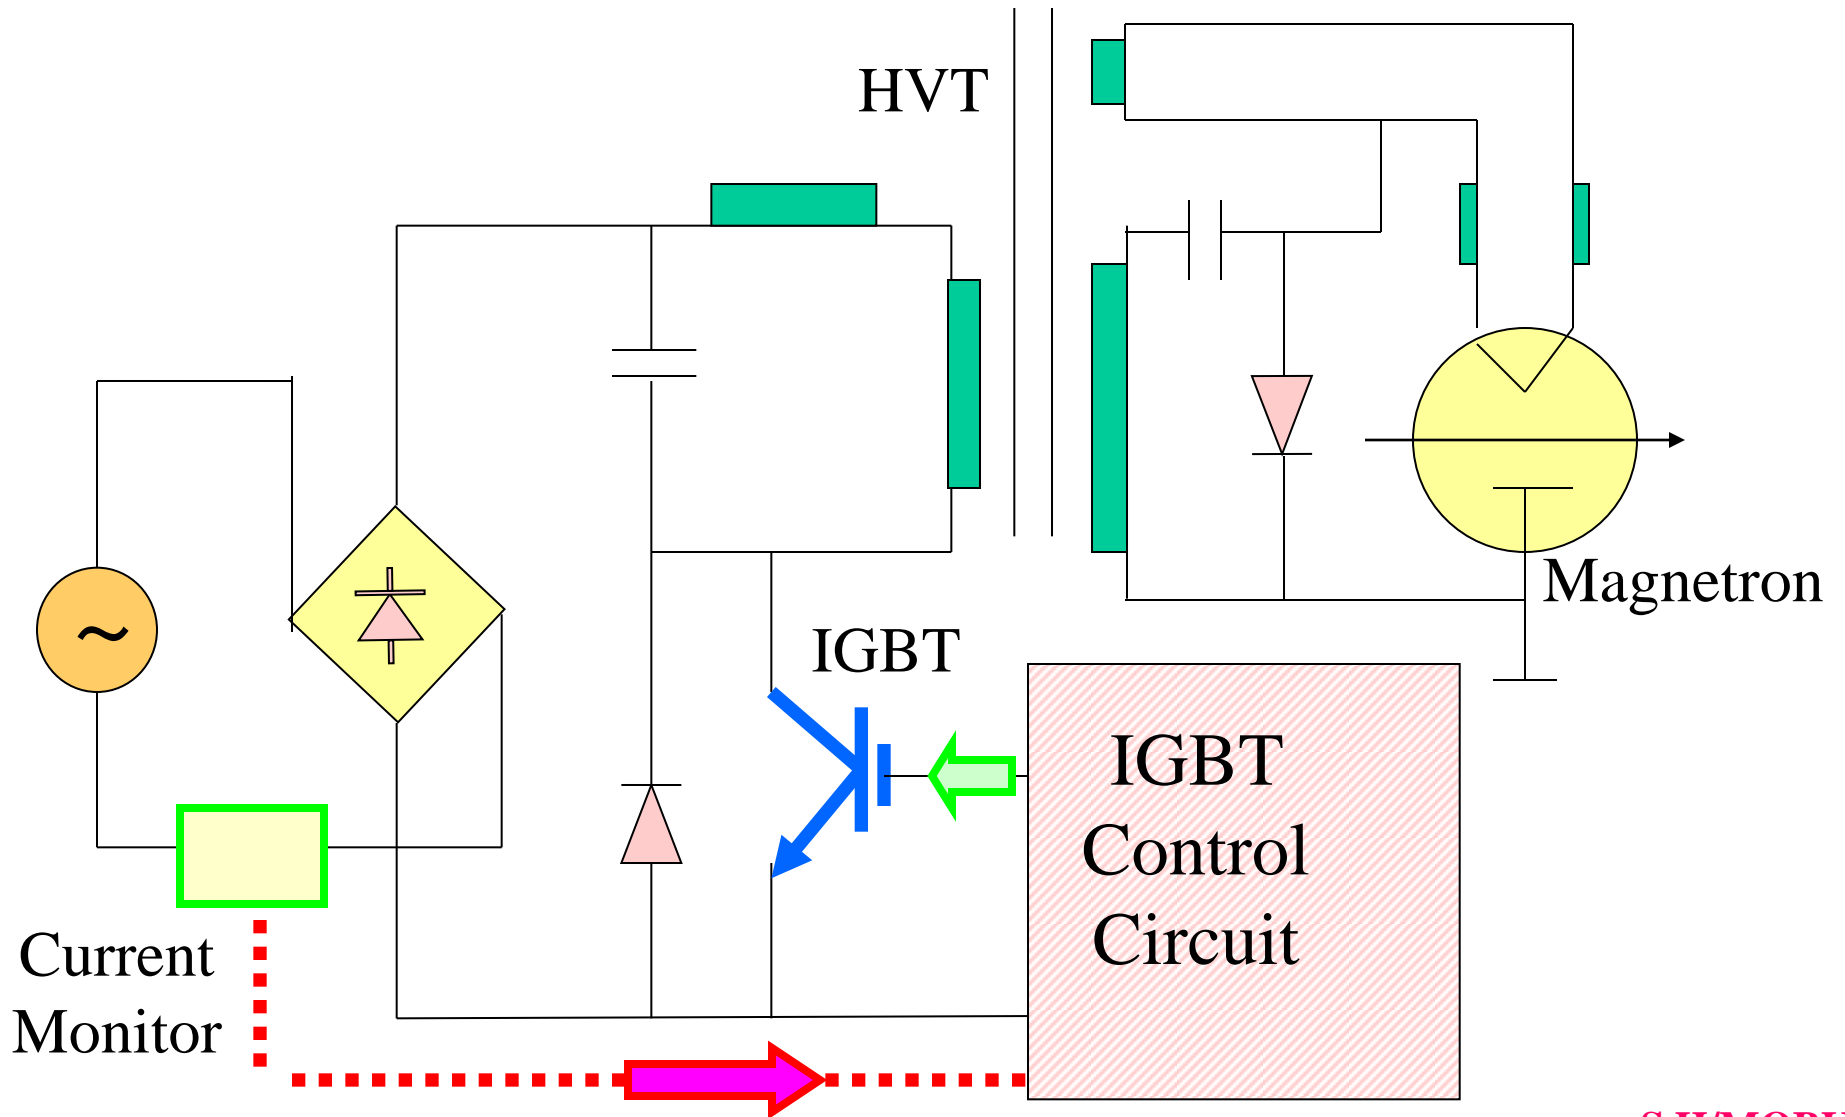 HVT
Magnetron
IGBT
~
IGBT
Control
Circuit
Current
Monitor